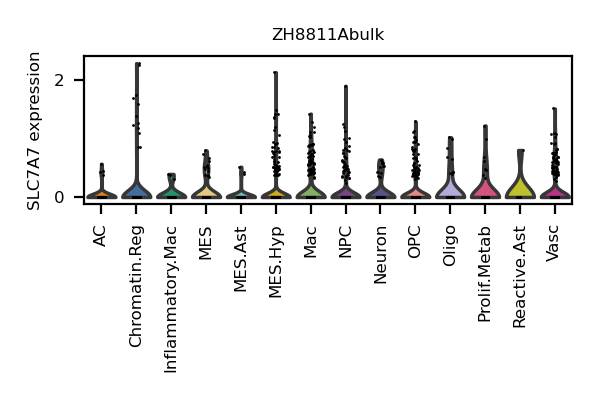 ZH8811Abulk
SLC7A7 expression
2
0
AC
Chromatin.Reg
Inflammatory.Mac
MES
MES.Ast
MES.Hyp
Mac
NPC
Neuron
OPC
Oligo
Prolif.Metab
Reactive.Ast
Vasc